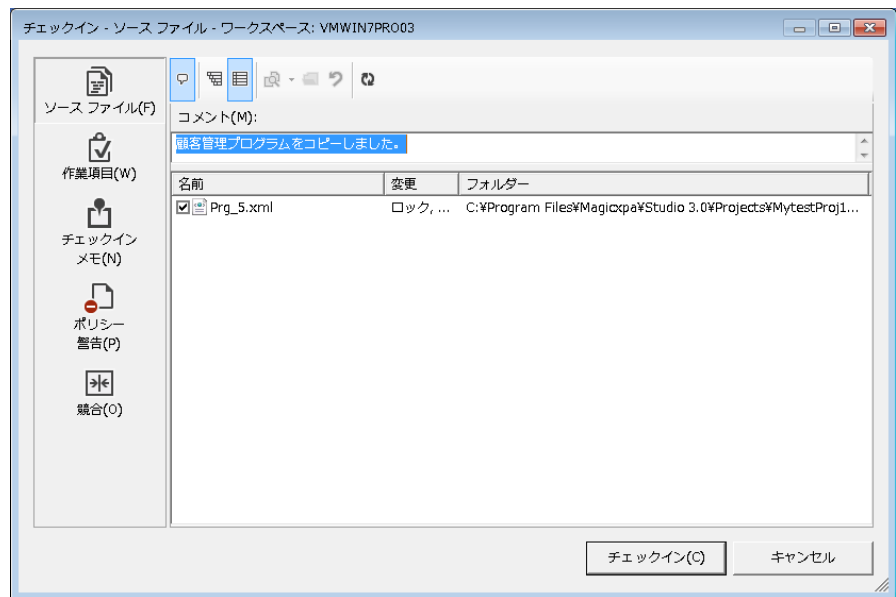 チェックイン - ソース ファイル - ワークスペース: VMWIN7PRO03
ソース ファイル(F)
作業項目(W)
チェックイン
メモ(N)
ポリシー
警告(P)
競合(O)
コメント(M):
顧客管理プログラムをコピーしました。
名前 変更 フォルダー
Prg_5.xml ロック, ... C:¥Program Files¥Magicxpa¥Studio 3.0¥Projects¥MytestProj1...
チェックイン(C) キャンセル